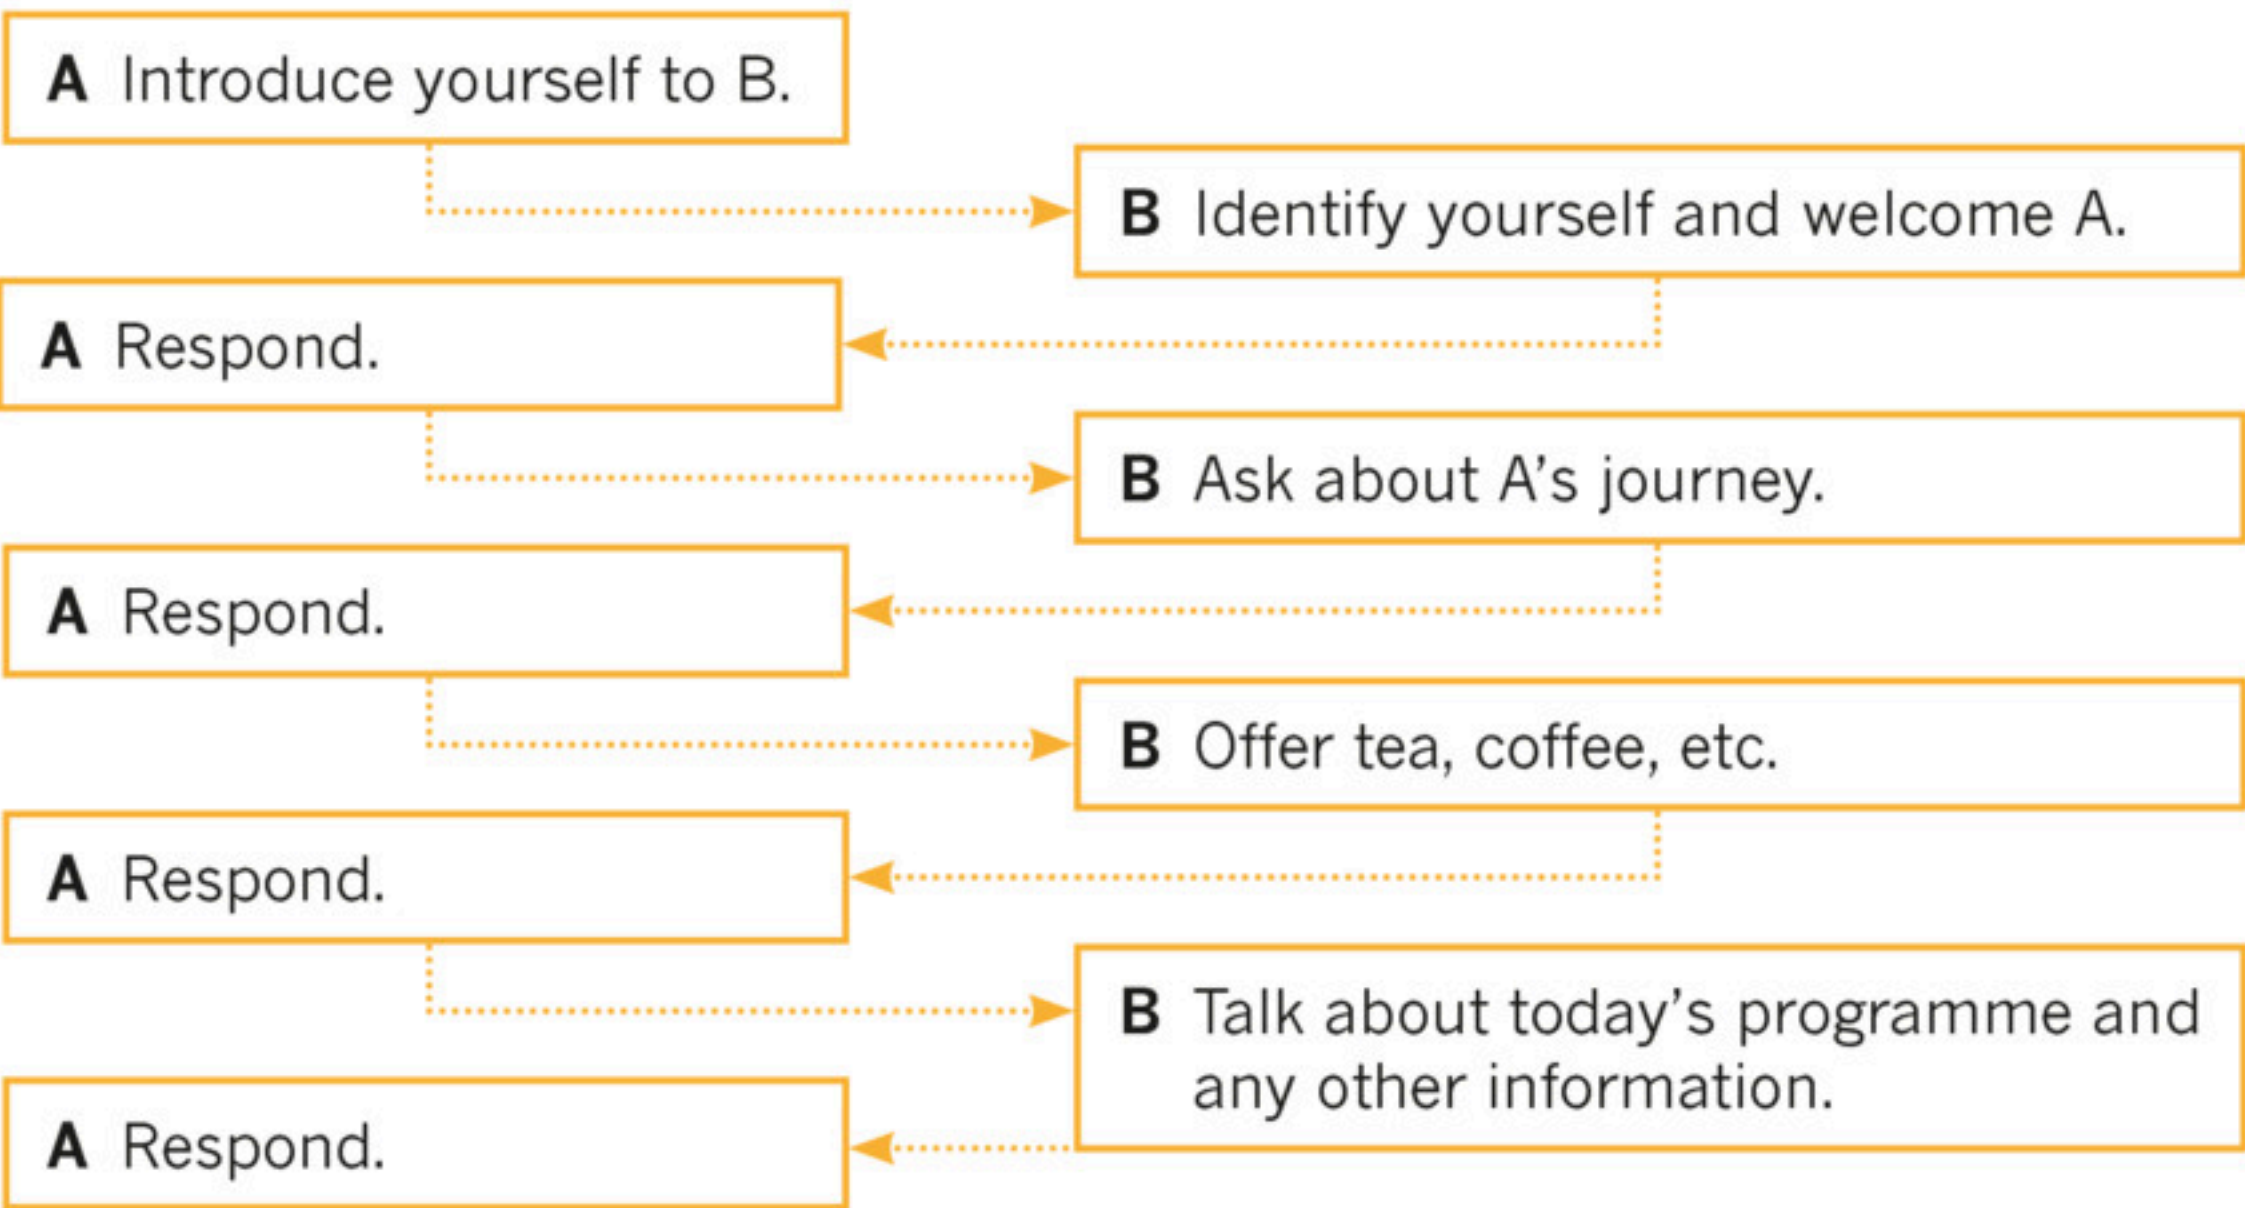 A Introduce yourself to B.
B Identify yourself and welcome A.
A Respond.
B Ask about A’s journey.
A Respond.
B Offer tea, coffee, etc.
A Respond.
B Talk about today’s programme and
any other information.
A Respond.